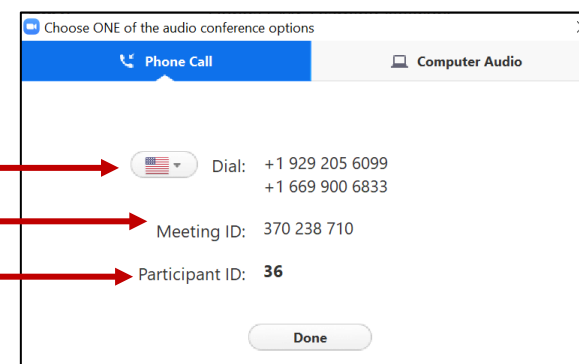 Choose ONE of the audio conference options
Phone Call
Computer Audio
Dial: +1 929 205 6099
+1 669 900 6833
Meeting ID: 370 238 710
Participant ID: 36
Done